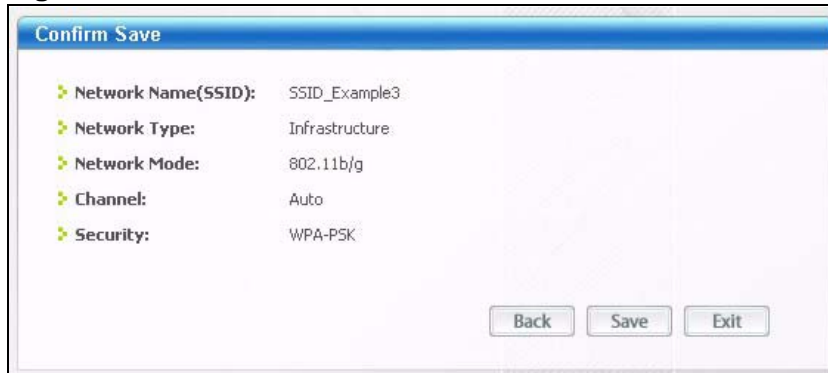 Confirm Save
Network Name(SSID): SSID_Example3
Network Type: Infrastructure
Network Mode: 802.11b/g
Channel: Auto
Security: WPA-PSK
Back Save Exit